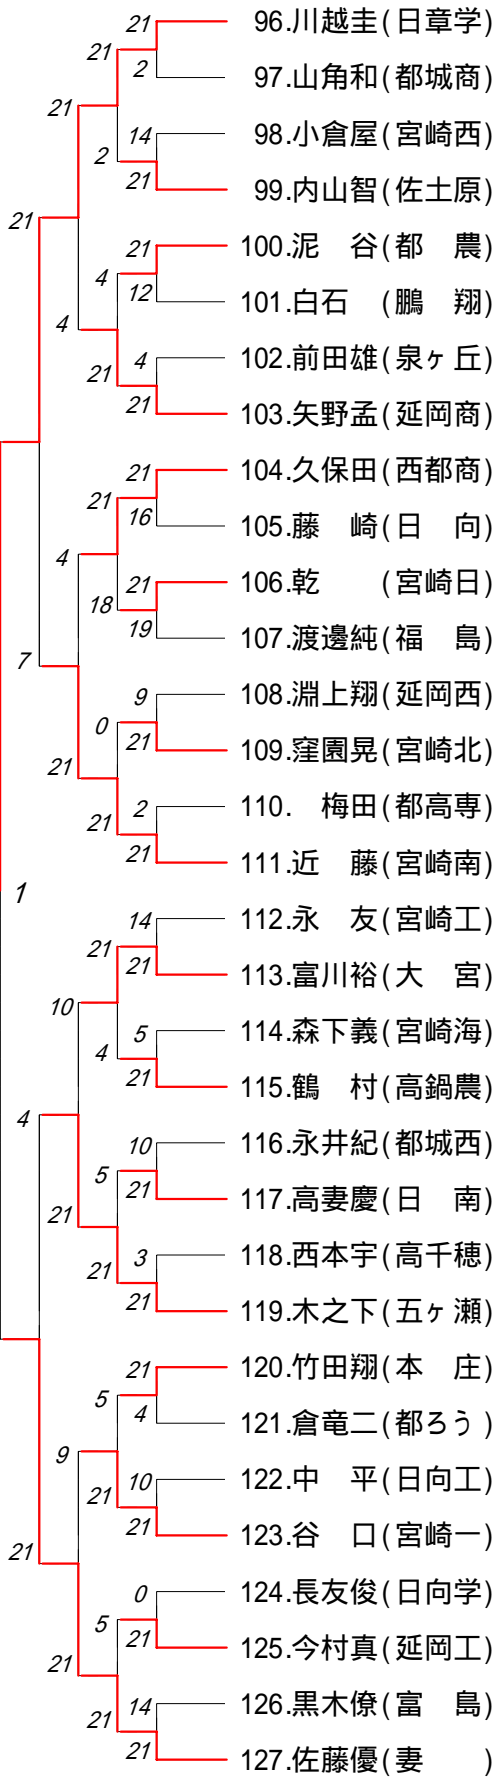 21 96.川越圭(日章学)
21
2 97.山角和(都城商)
21
14 98.小倉屋(宮崎西)
2
21 99.内山智(佐土原)
21
21 100.泥　谷(都　農)
4
12 101.白石　(鵬　翔)
4
4 102.前田雄(泉ヶ丘)
21
21 103.矢野孟(延岡商)
21 104.久保田(西都商)
21
16 105.藤　崎(日　向)
4
21 106.乾　　(宮崎日)
18
19 107.渡邊純(福　島)
7
9 108.淵上翔(延岡西)
0
21 109.窪園晃(宮崎北)
21
2 110.　梅田(都高専)
21
21 111.近　藤(宮崎南)
1
14 112.永　友(宮崎工)
21
21 113.富川裕(大　宮)
10
5 114.森下義(宮崎海)
4
21 115.鶴　村(高鍋農)
4
10 116.永井紀(都城西)
5
21 117.高妻慶(日　南)
21
3 118.西本宇(高千穂)
21
21 119.木之下(五ヶ瀬)
21 120.竹田翔(本　庄)
5
4 121.倉竜二(都ろう)
9
10 122.中　平(日向工)
21
21 123.谷　口(宮崎一)
21
0 124.長友俊(日向学)
5
21 125.今村真(延岡工)
21
14 126.黒木僚(富　島)
21
21 127.佐藤優(妻　　)